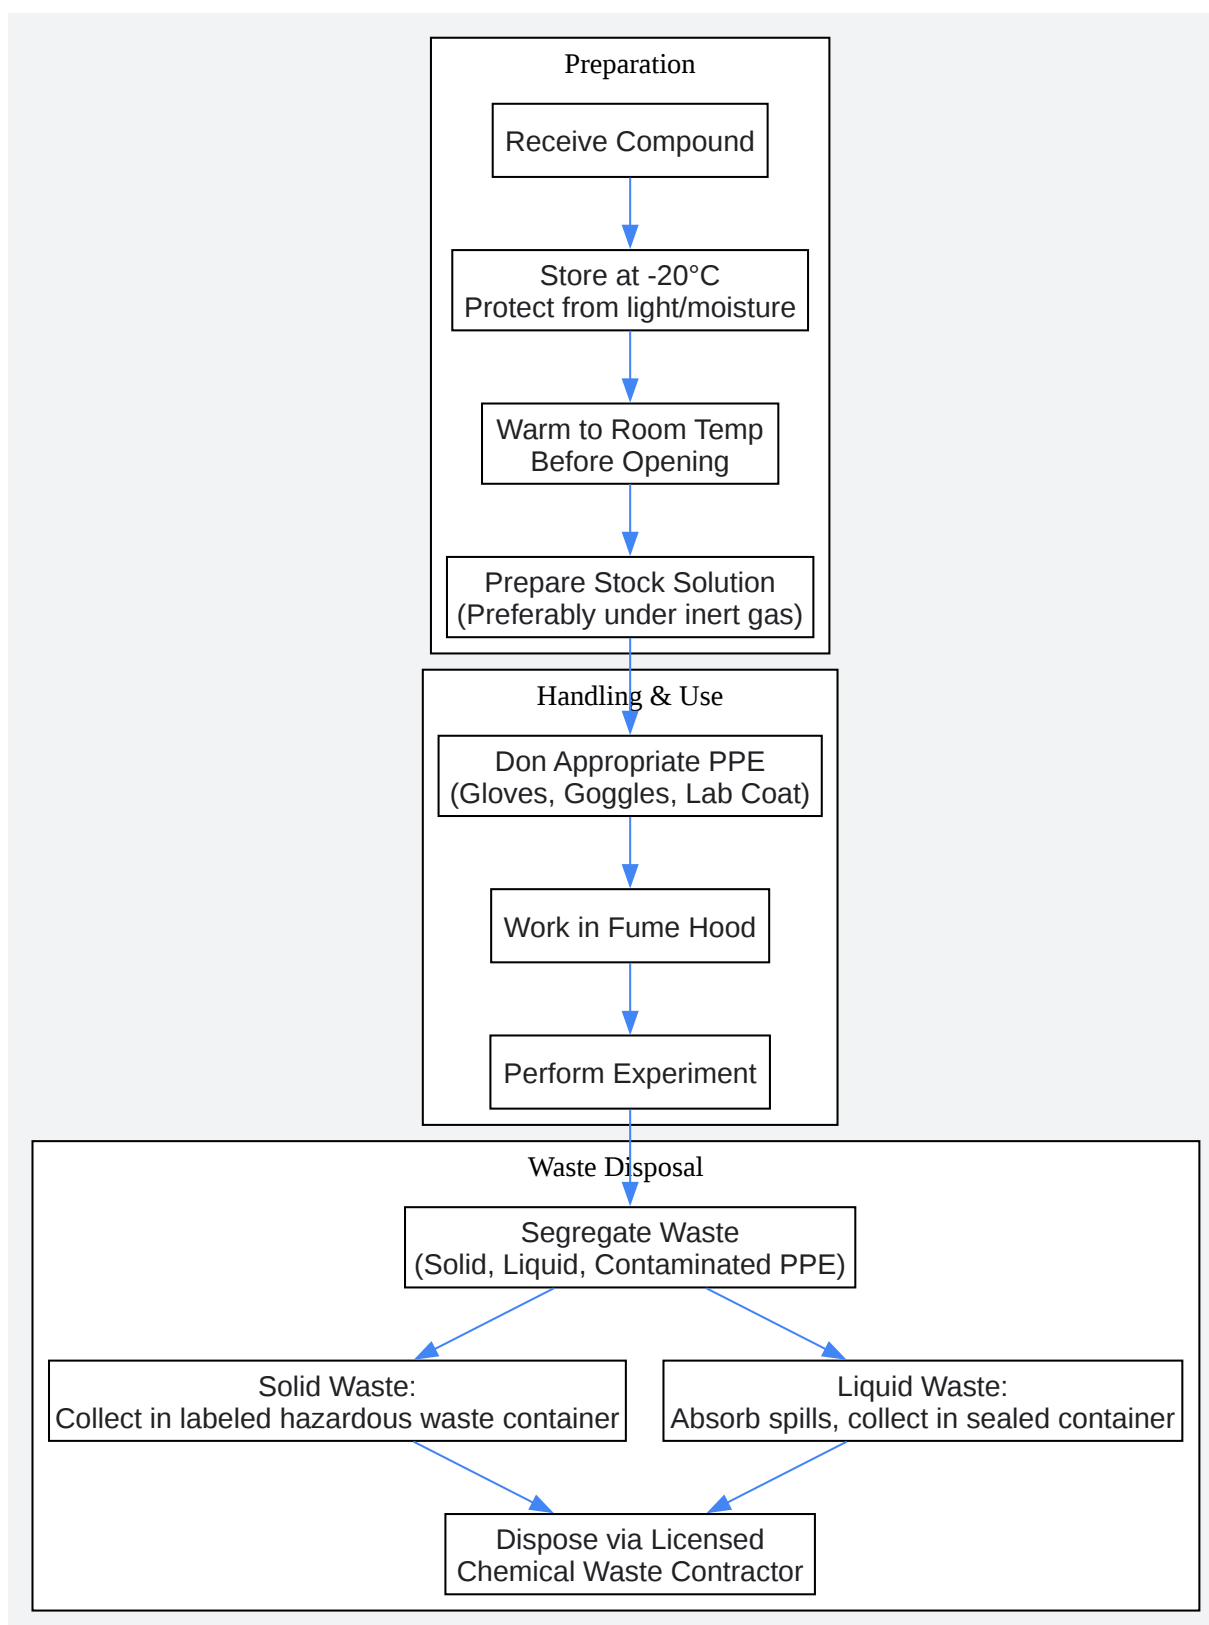 Preparation
Receive Compound
Store at -20°C
Protect from light/moisture
Warm to Room Temp
Before Opening
Prepare Stock Solution
(Preferably under inert gas)
Handling & Use
Don Appropriate PPE
(Gloves, Goggles, Lab Coat)
Work in Fume Hood
Perform Experiment
Waste Disposal
Segregate Waste
(Solid, Liquid, Contaminated PPE)
Solid Waste:
Collect in labeled hazardous waste container
Liquid Waste:
Absorb spills, collect in sealed container
Dispose via Licensed
Chemical Waste Contractor